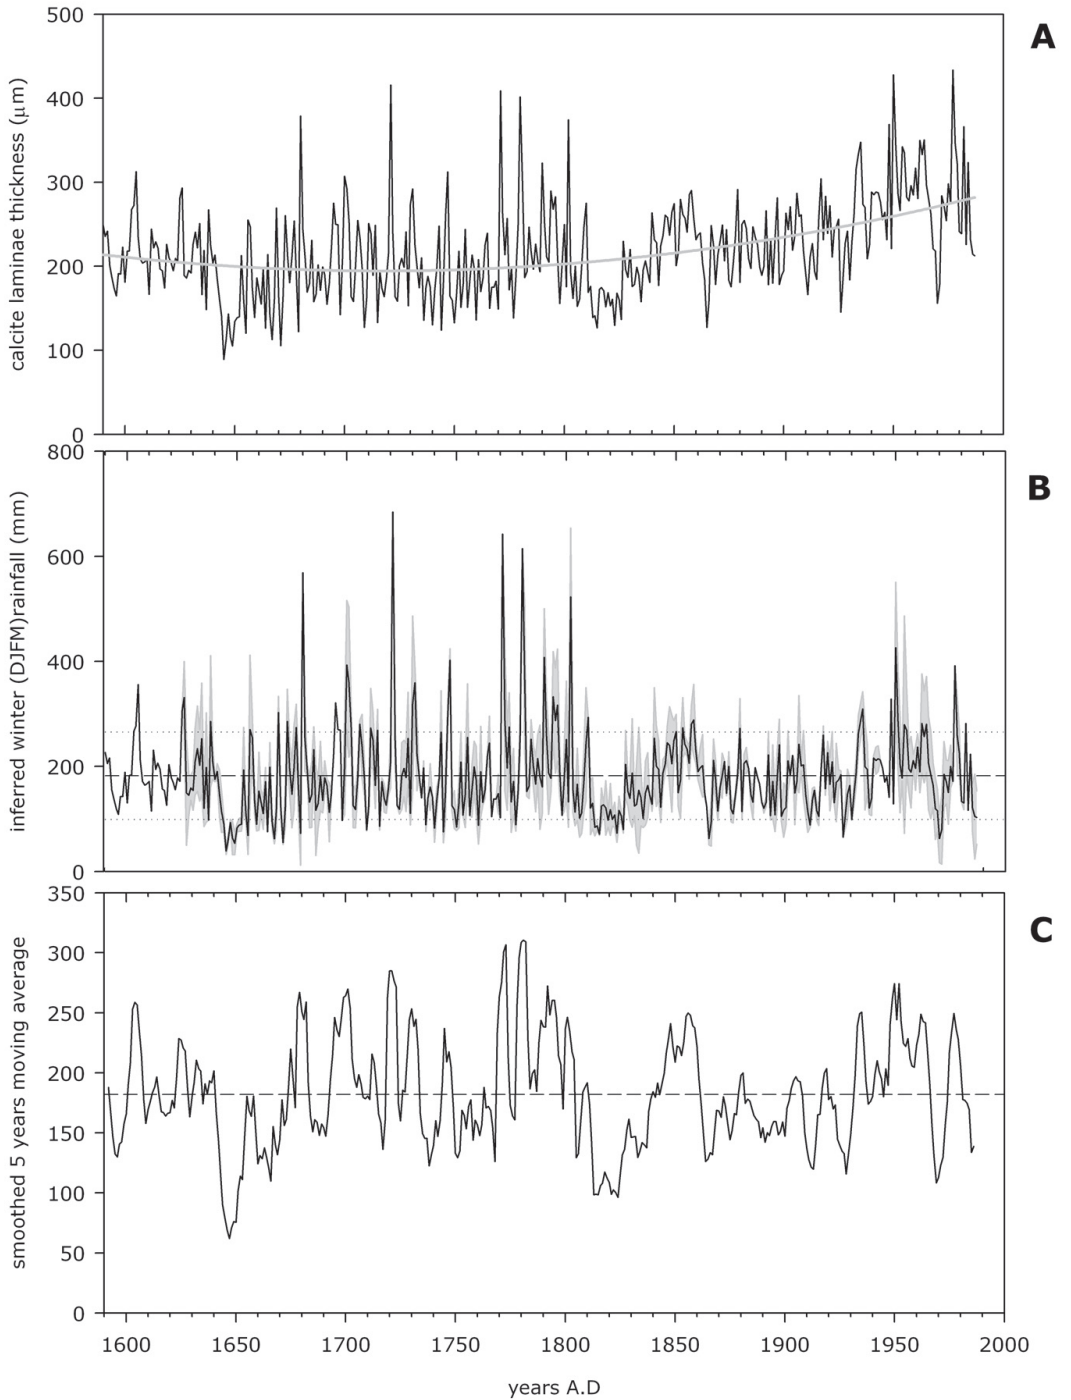 A
500
400
300
200
100
0
calcite laminae thickness (μm)
B
800
600
400
200
0
inferred winter (DJFM)rainfall (mm)
C
350
300
250
200
150
100
50
0
smoothed 5 years moving average
1600 1650 1700 1750 1800 1850 1900 1950 2000
years A.D